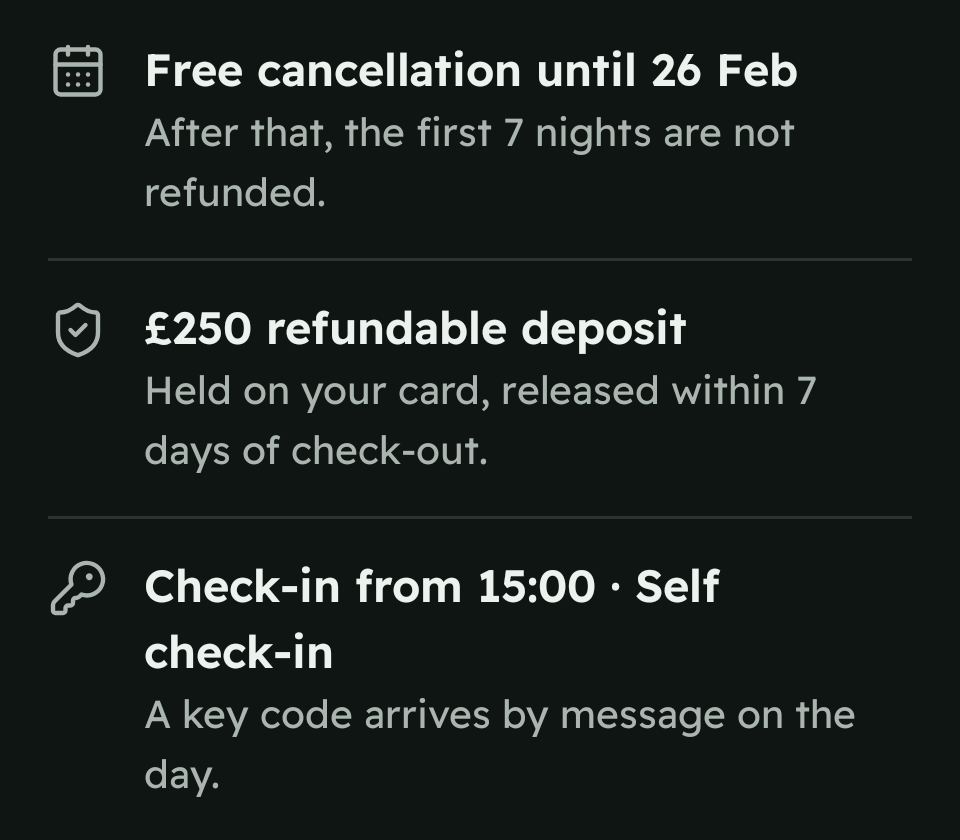 Free cancellation until 26 Feb
After that, the first 7 nights are not
refunded.
£250 refundable deposit
Held on your card, released within 7
days of check-out.
Check-in from 15:00 · Self
check-in
A key code arrives by message on the
day.